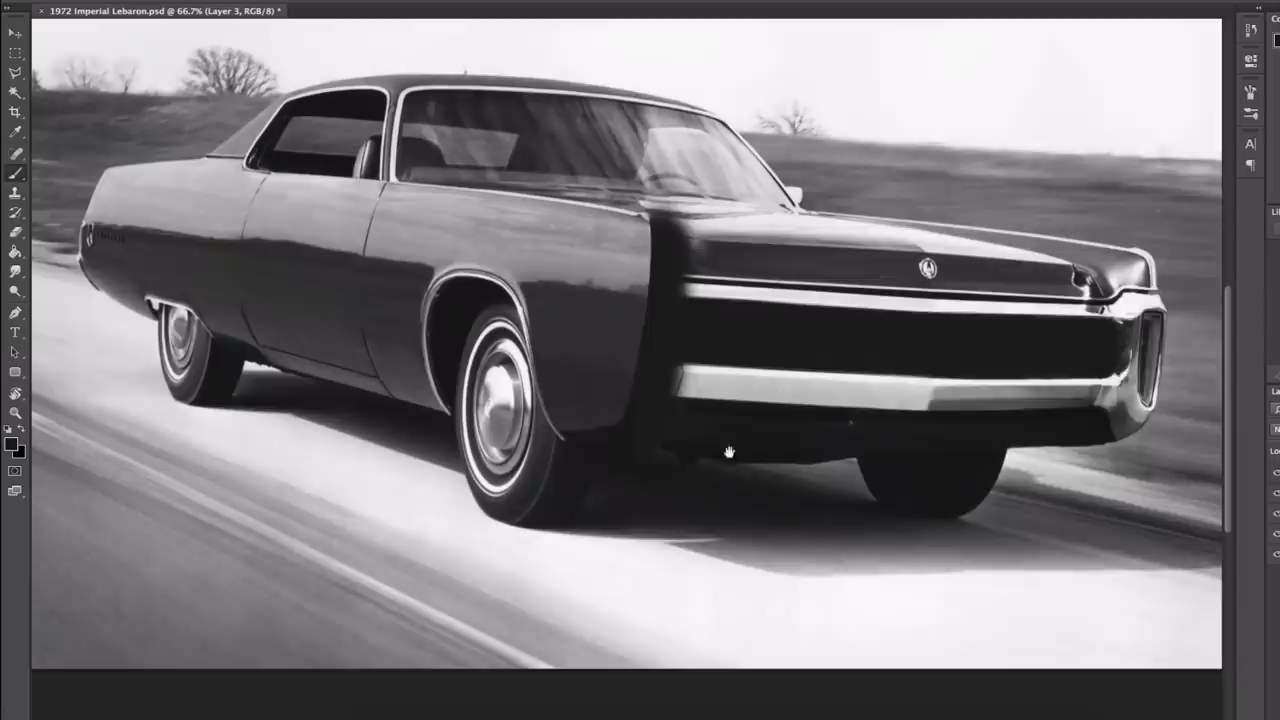 1972 Imperial Lebaron.psd @ 66.7% (Layer 3, RGB/8) *